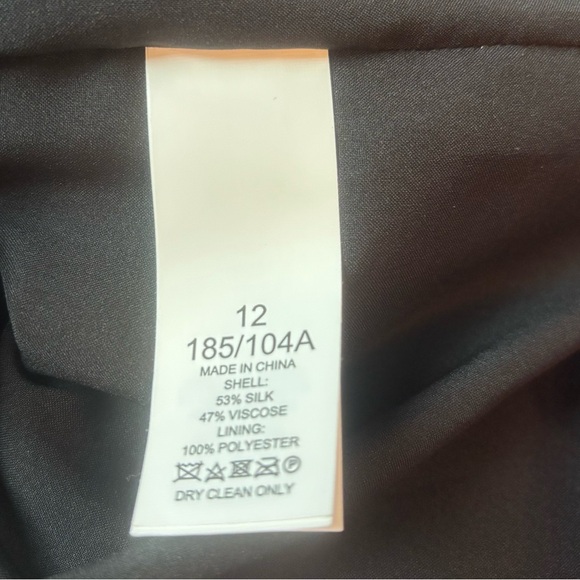 12
185/104A
MADE IN CHINA
SHELL:
53% SILK
47% VISCOSE
LINING:
100% POLYESTER
P
DRY CLEAN ONLY